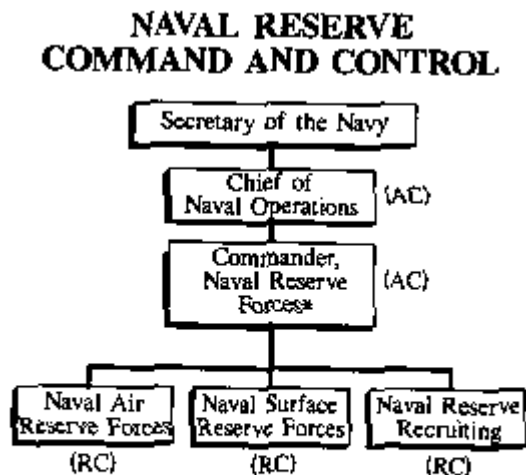 NAVAL RESERVE
COMMAND AND CONTROL
Secretary of the Navy
Chief of
Naval Operations
(AC)
Commander,
Naval Reserve
Forces*
(AC)
Naval Air
Reserve Forces
(RC)
Naval Surface
Reserve Forces
(RC)
Naval Reserve
Recruiting
(RC)